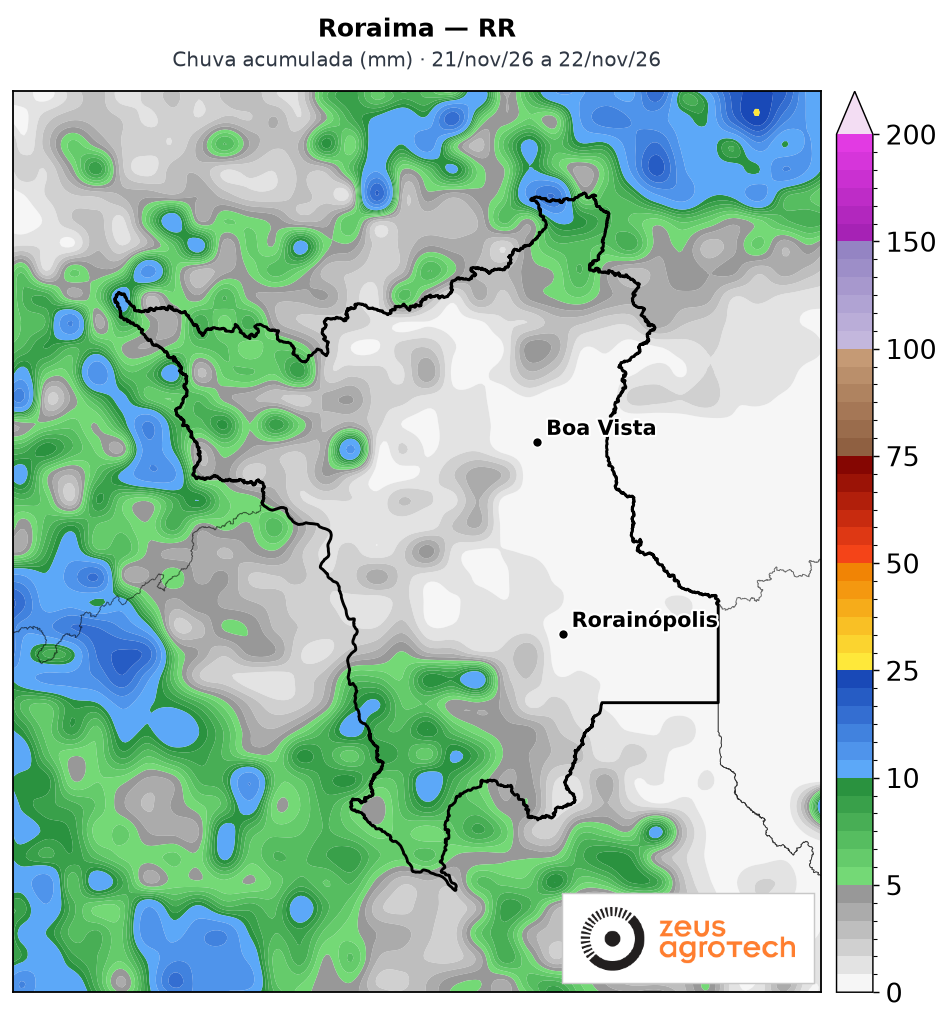 Roraima — RR
Chuva acumulada (mm) · 21/nov/26 a 22/nov/26
200
150
100
75
50
25
10
5
0
Boa Vista
Rorainópolis
zeus
agrotech